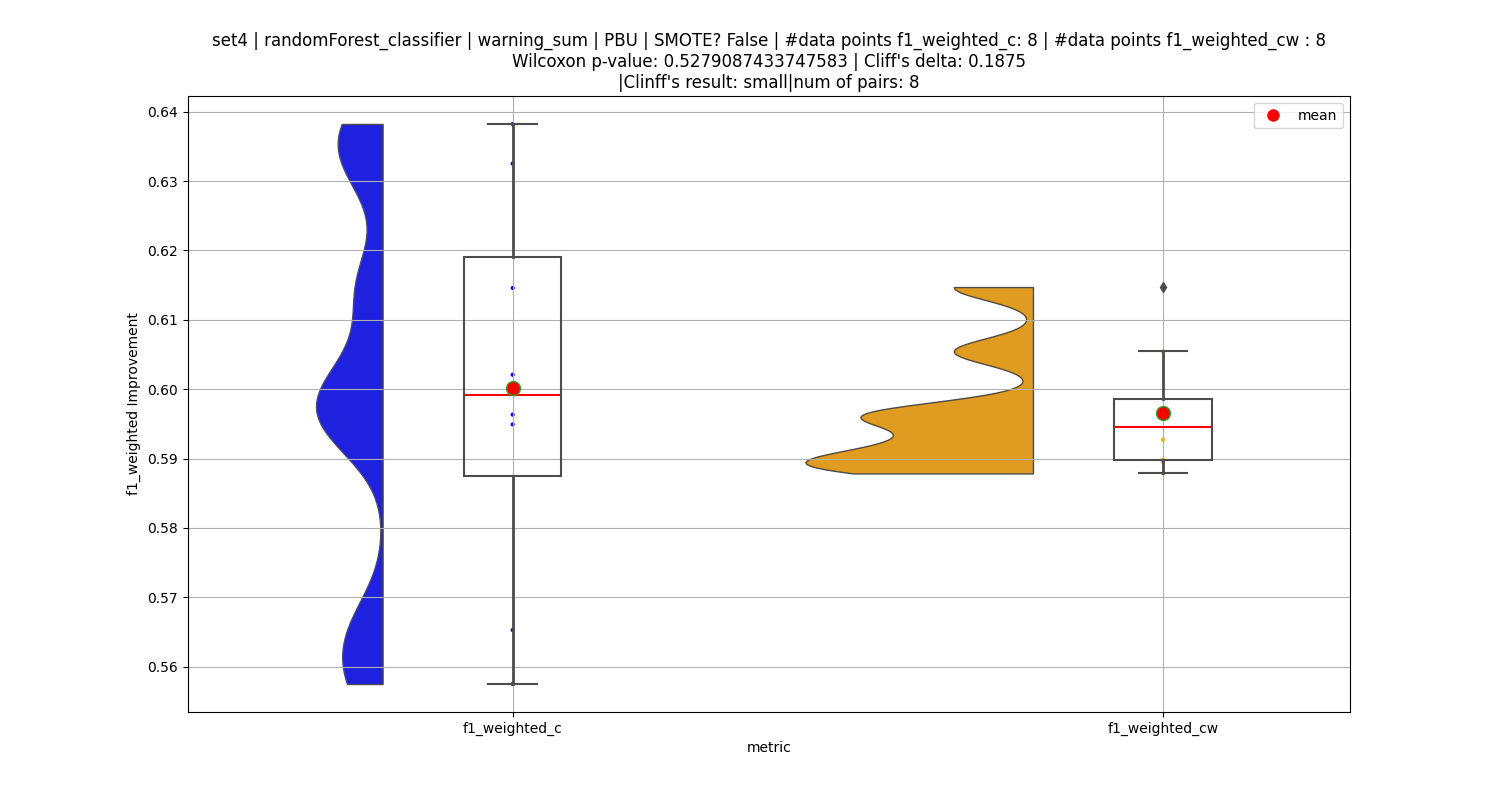 set4 | randomForest_classifier | warning_sum | PBU | SMOTE? False | #data points f1_weighted_c: 8 | #data points f1_weighted_cw : 8
Wilcoxon p-value: 0.5279087433747583 | Cliff's delta: 0.1875
|Clinff's result: small|num of pairs: 8
mean
0.64
0.63
0.62
0.61
0.60
0.59
0.58
0.57
0.56
f1_weighted Improvement
f1_weighted_c
f1_weighted_cw
metric